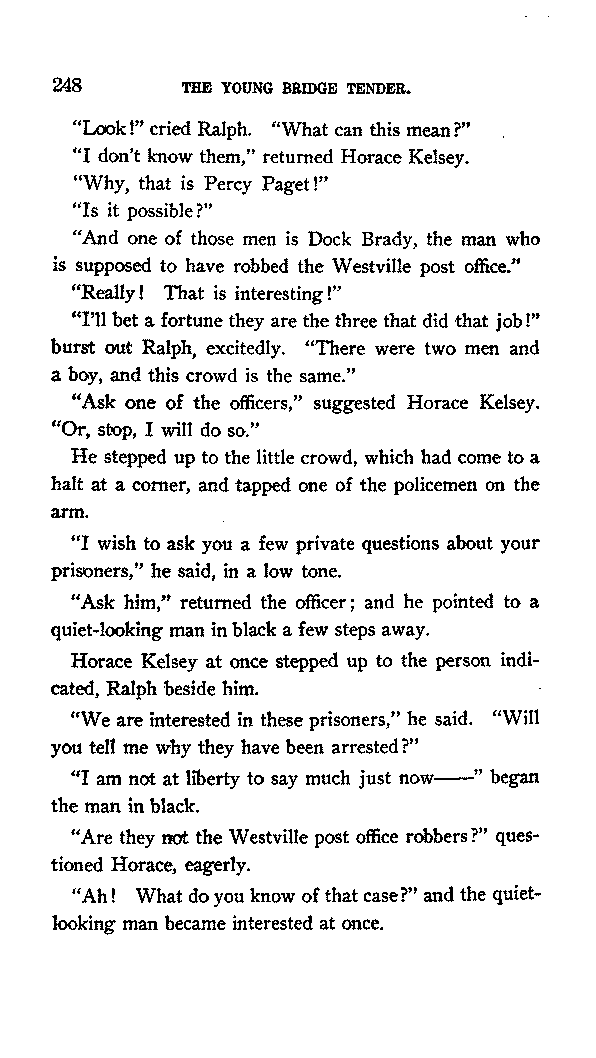 248 THE YOUNG BRIDGE TENDER.
"Look!" cried Ralph. "What can this mean?"
"I don't know them," returned Horace Kelsey.
"Why, that is Percy Paget!"
"Is it possible?"
"And one of those men is Dock Brady, the man who
is supposed to have robbed the Westville post office."
"Really! That is interesting!"
"I'll bet a fortune they are the three that did that job!"
burst out Ralph, excitedly. "There were two men and
a boy, and this crowd is the same."
"Ask one of the officers," suggested Horace Kelsey.
"Or, stop, I will do so."
He stepped up to the little crowd, which had come to a
halt at a corner, and tapped one of the policemen on the
arm.
"I wish to ask you a few private questions about your
prisoners," he said, in a low tone.
"Ask him," returned the officer; and he pointed to a
quiet-looking man in black a few steps away.
Horace Kelsey at once stepped up to the person indi-
cated, Ralph beside him.
"We are interested in these prisoners," he said. "Will
you tell me why they have been arrested?"
"I am not at liberty to say much just now——" began
the man in black.
"Are they not the Westville post office robbers?" ques-
tioned Horace, eagerly.
"Ah! What do you know of that case?" and the quiet-
looking man became interested at once.